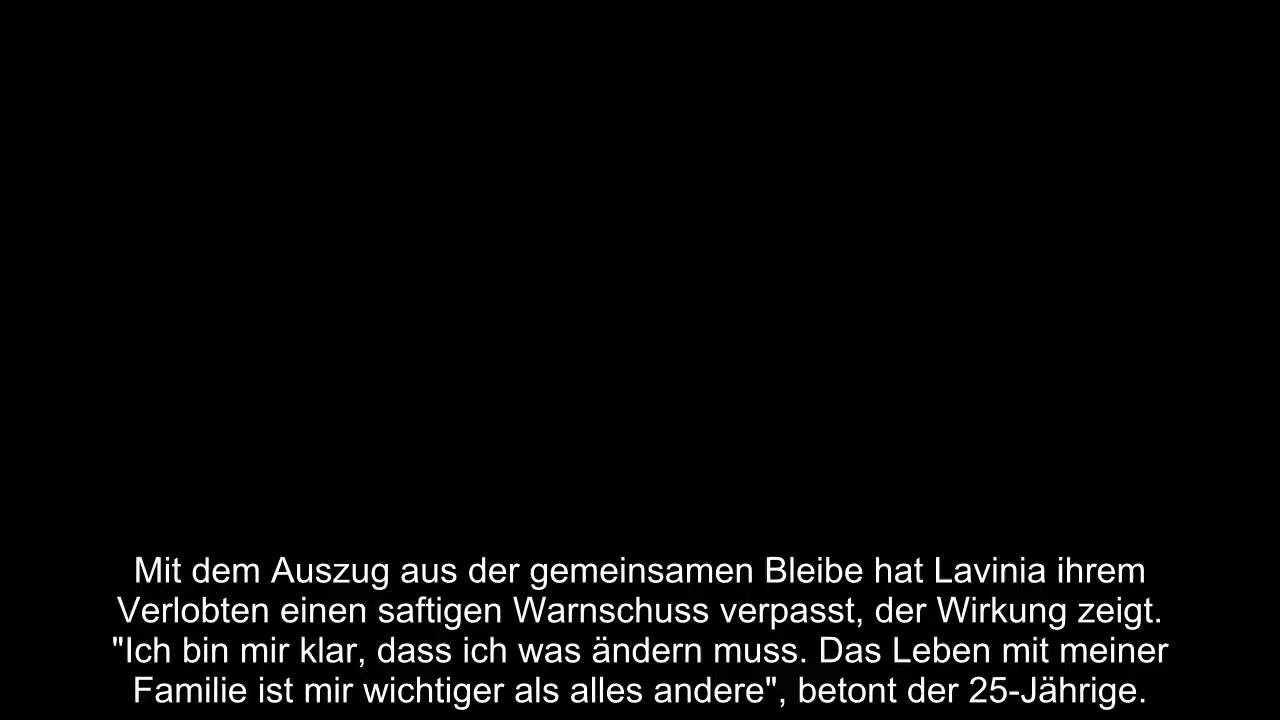 Mit dem Auszug aus der gemeinsamen Bleibe hat Lavinia ihrem
Verlobten einen saftigen Warnschuss verpasst, der Wirkung zeigt.
"Ich bin mir klar, dass ich was ändern muss. Das Leben mit meiner
Familie ist mir wichtiger als alles andere", betont der 25-Jährige.